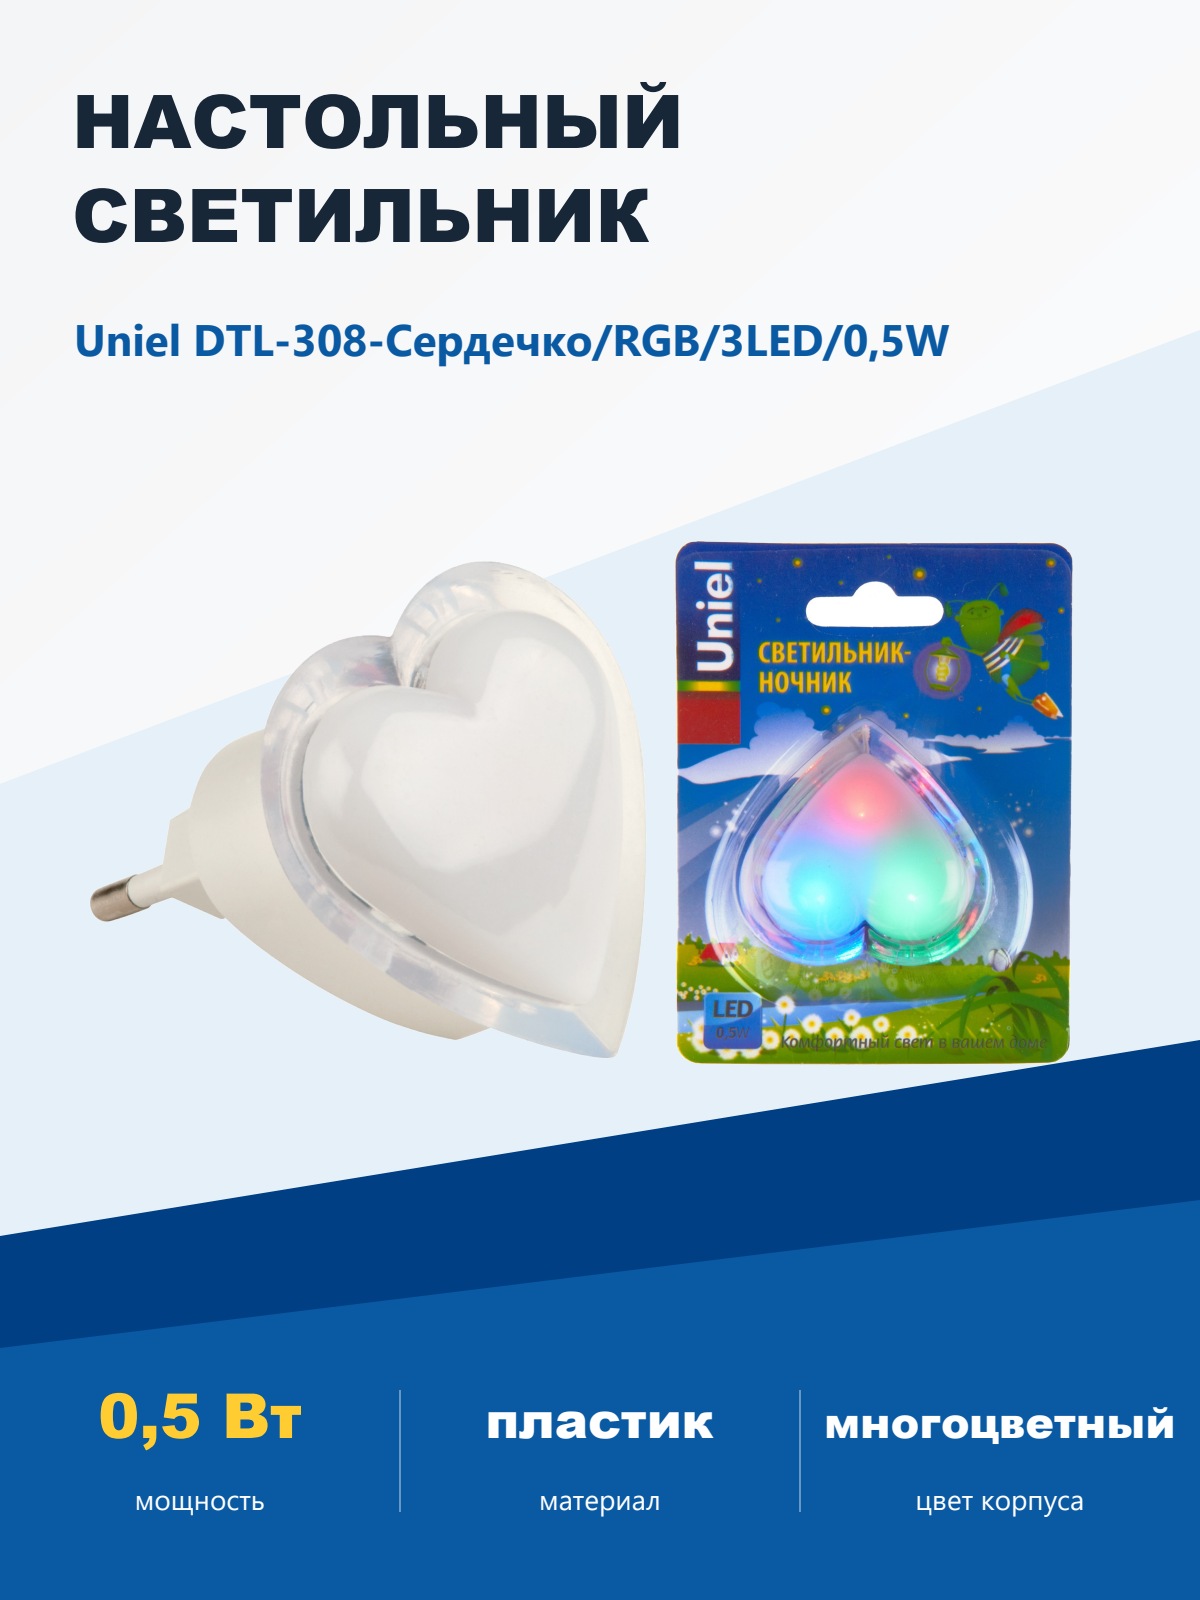 НАСТОЛЬНЫЙ
СВЕТИЛЬНИК
Uniel DTL-308-Сердечко/RGB/3LED/0,5W
Uniel
СВЕТИЛЬНИК-
НОЧНИК
LED
0,5W
Комфортный свет в вашем доме
0,5 Вт
мощность
пластик
материал
многоцветный
цвет корпуса